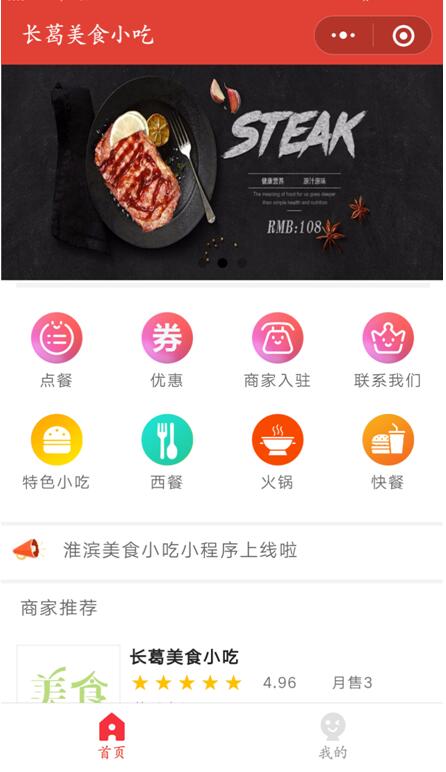 长葛美食小吃
STEAK
健康营养 原汁原味
The meaning of food for us goes deeper
than simple health and nutrition
RMB:108
点餐 优惠 商家入驻 联系我们
券
特色小吃 西餐 火锅 快餐
淮滨美食小吃小程序上线啦
商家推荐
美食
长葛美食小吃
4.96 月售3
首页 我的